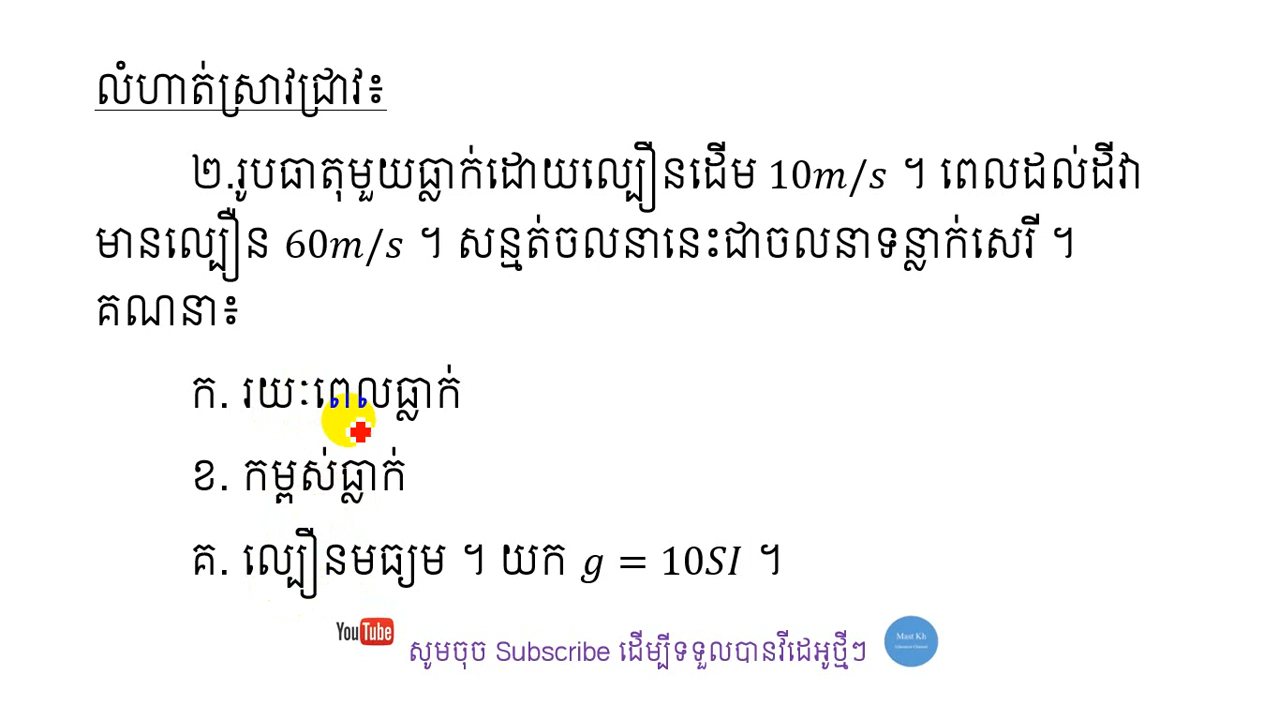 លំហាត់ស្រាវជ្រាវ៖
២.រូបធាតុមួយធ្លាក់ដោយល្បឿនដើម 10m/s ។ ពេលដល់ដីវា
មានល្បឿន 60m/s ។ សន្មត់ចលនានេះជាចលនាទន្លាក់សេរី ។
គណនា៖
ក. រយៈពេលធ្លាក់
ខ. កម្ពស់ធ្លាក់
គ. ល្បឿនមធ្យម ។ យក g = 10SI ។
YouTube
សូមចុច Subscribe ដើម្បីទទួលបានវីដេអូថ្មីៗ
Mast Kh